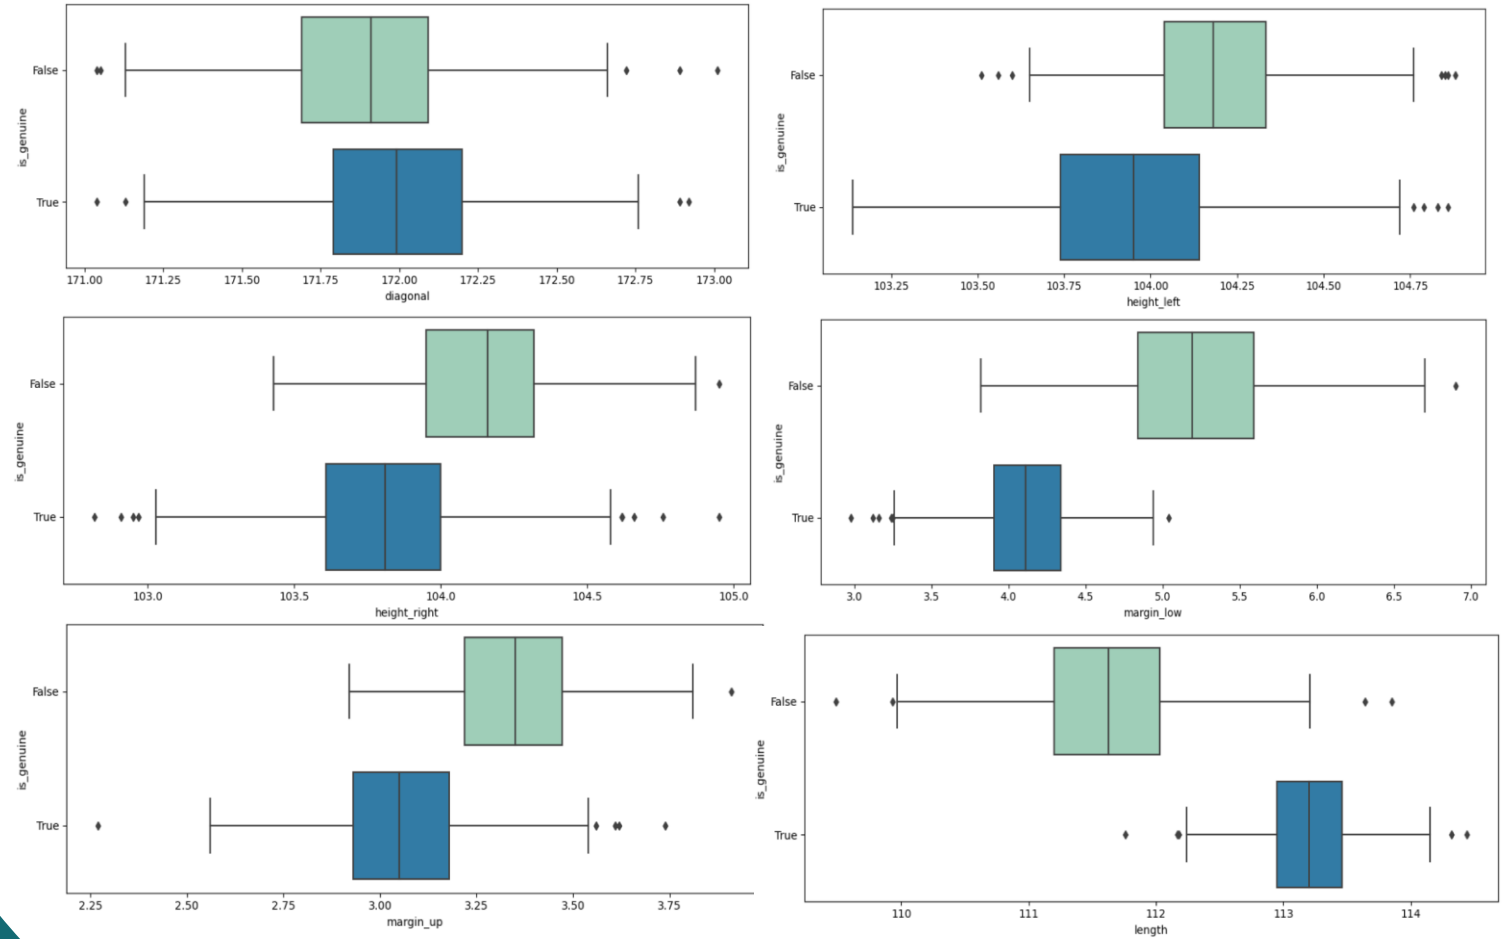 is_genuine
False
True
171.00 171.25 171.50 171.75 172.00 172.25 172.50 172.75 173.00
diagonal
is_genuine
False
True
103.25 103.50 103.75 104.00 104.25 104.50 104.75
height_left
is_genuine
False
True
103.0 103.5 104.0 104.5 105.0
height_right
is_genuine
False
True
3.0 3.5 4.0 4.5 5.0 5.5 6.0 6.5 7.0
margin_low
is_genuine
False
True
2.25 2.50 2.75 3.00 3.25 3.50 3.75
margin_up
is_genuine
False
True
110 111 112 113 114
length